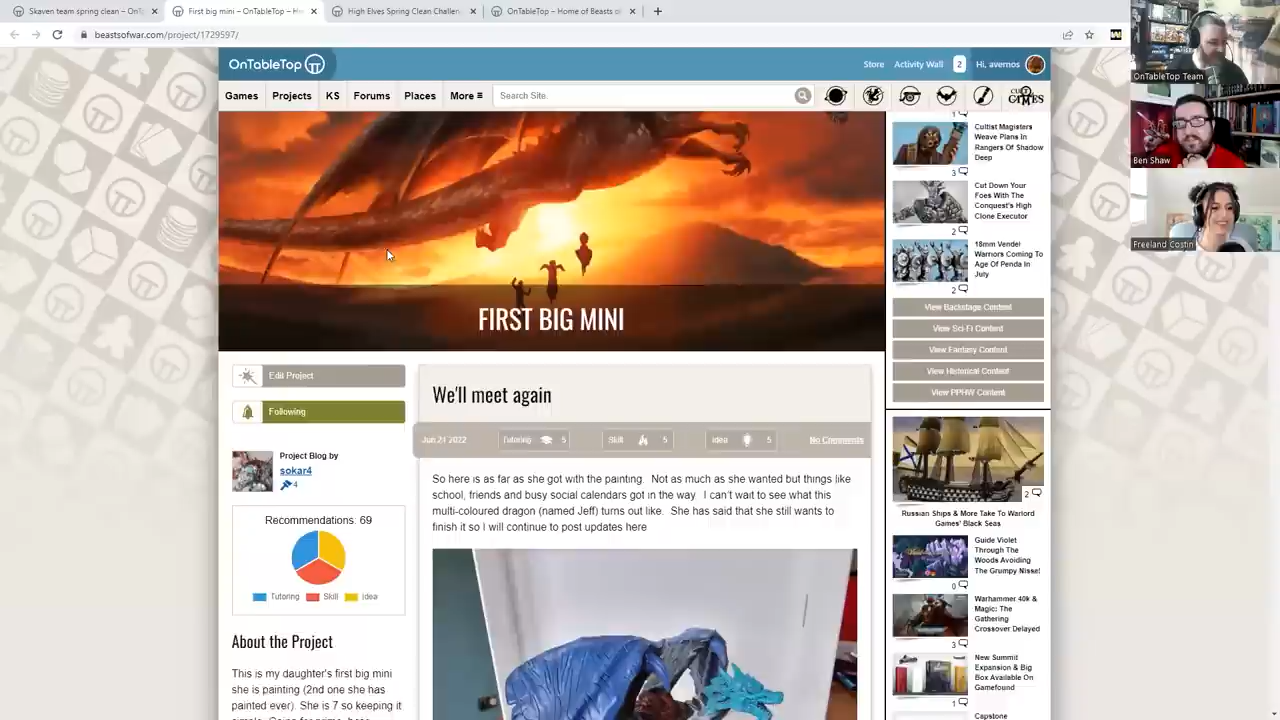 Skaven team spring clean – OnT
First big mini – OnTableTop – Ho
High Elves Spring Clean Challen
OnTableTop – Home of Beasts of
beastsofwar.com/project/1729597/
OnTableTop
Store
Activity Wall
2
Hi, avernos
Games
Projects
KS
Forums
Places
More
Search Site.
FIRST BIG MINI
Edit Project
Following
Project Blog by
sokar4
4
Recommendations: 69
Tutoring
Skill
Idea
About the Project
This is my daughter's first big mini
she is painting (2nd one she has
painted over). She is 7 so keeping it
We'll meet again
Jun 21 2022
Tutoring
5
Skill
5
Idea
5
No Comments
So here is as far as she got with the painting. Not as much as she wanted but things like
school, friends and busy social calendars got in the way. I can't wait to see what this
multi-coloured dragon (named Jeff) turns out like. She has said that she still wants to
finish it so I will continue to post updates here
Cultist Magisters
Weave Plans In
Rangers Of Shadow
Deep
3
Cut Down Your
Foes With The
Conquest's High
Clone Executor
2
18mm Vendel
Warriors Coming To
Age Of Penda In
July
2
View Backstage Content
View Sci-Fi Content
View Fantasy Content
View Historical Content
View PPHW Content
2
Russian Ships & More Take To Warlord
Games' Black Seas
Guide Violet
Through The
Woods Avoiding
The Grumpy Nisse!
0
Warhammer 40k &
Magic: The
Gathering
Crossover Delayed
3
New Summit
Expansion & Big
Box Available On
Gamefound
1
Capstone
OnTableTop Team
Ben Shaw
Freeland Costin